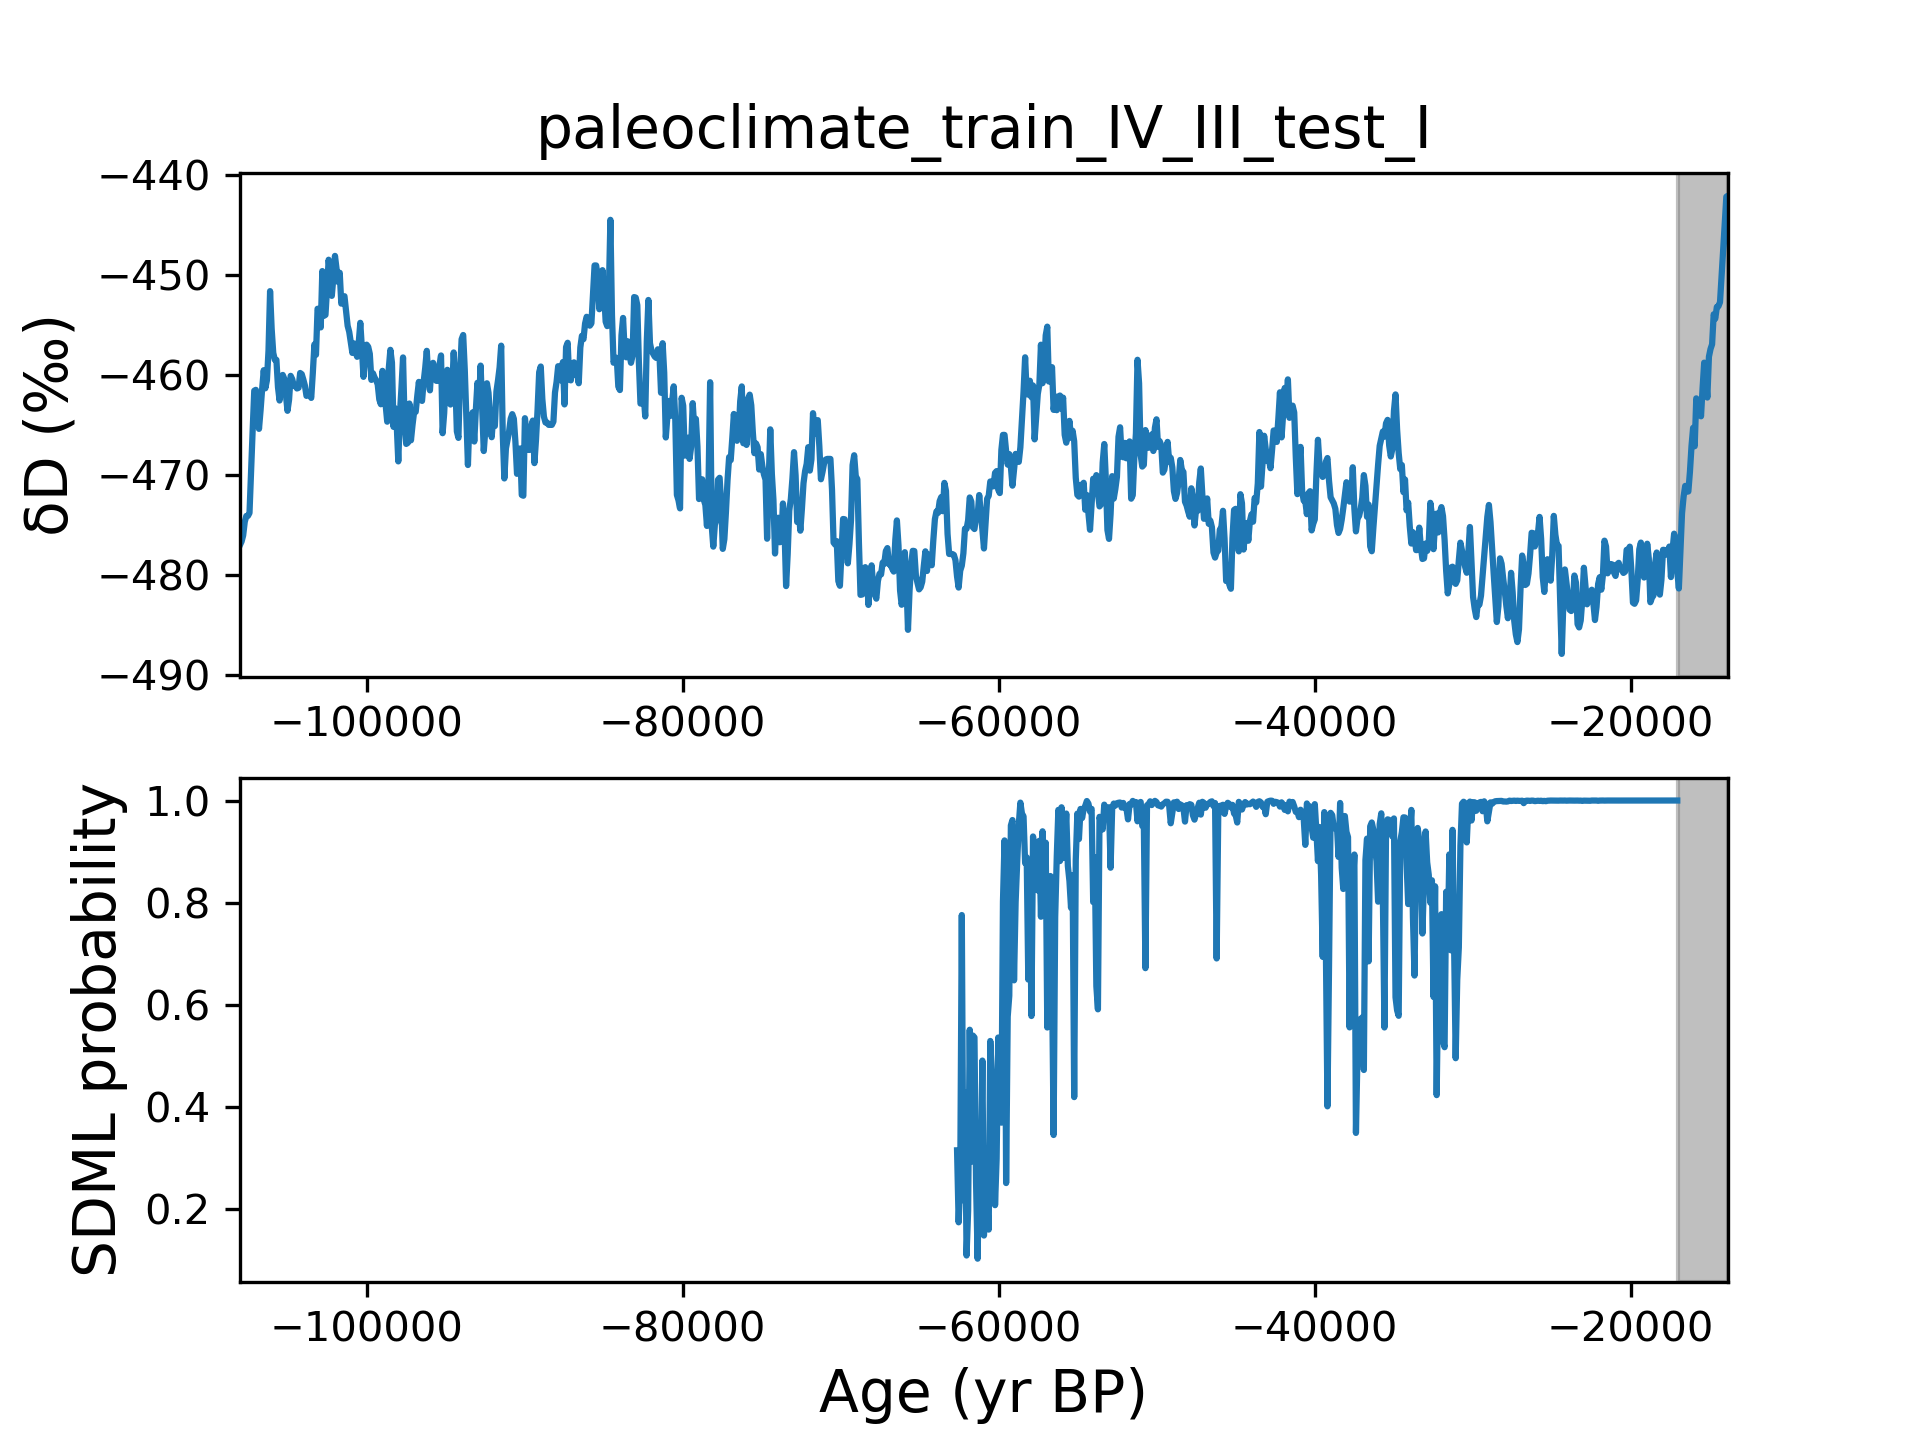 paleoclimate_train_IV_III_test_I
δD (‰)
−440
−450
−460
−470
−480
−490
−100000 −80000 −60000 −40000 −20000
SDML probability
1.0
0.8
0.6
0.4
0.2
−100000 −80000 −60000 −40000 −20000
Age (yr BP)